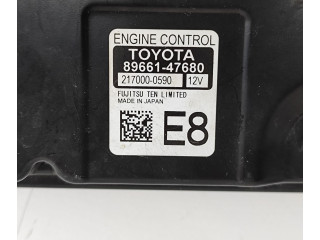 ENGINE CONTROL
TOYOTA
89661-47680
217000-0590 12V
FUJITSU TEN LIMITED
MADE IN JAPAN
E8